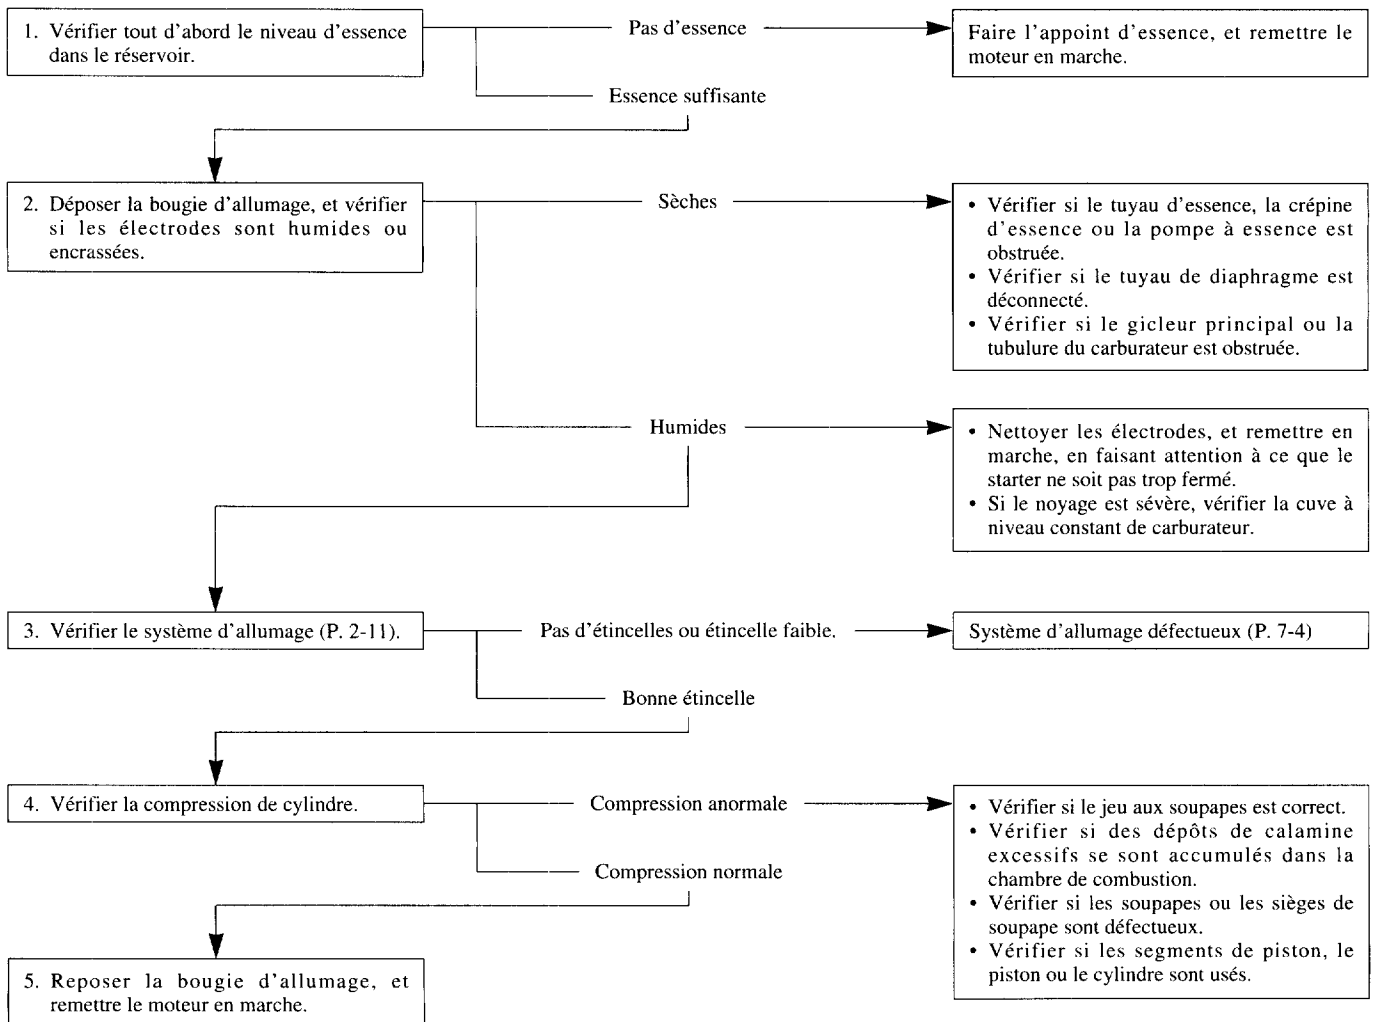 1. Vérifier tout d'abord le niveau d'essence
dans le réservoir.
Pas d'essence
Faire l'appoint d'essence, et remettre le
moteur en marche.
Essence suffisante
2. Déposer la bougie d'allumage, et vérifier
si les électrodes sont humides ou
encrassées.
Sèches
• Vérifier si le tuyau d'essence, la crépine
d'essence ou la pompe à essence est
obstruée.
• Vérifier si le tuyau de diaphragme est
déconnecté.
• Vérifier si le gicleur principal ou la
tubulure du carburateur est obstruée.
Humides
• Nettoyer les électrodes, et remettre en
marche, en faisant attention à ce que le
starter ne soit pas trop fermé.
• Si le noyage est sévère, vérifier la cuve à
niveau constant de carburateur.
3. Vérifier le système d'allumage (P. 2-11).
Pas d'étincelles ou étincelle faible.
Système d'allumage défectueux (P. 7-4)
Bonne étincelle
4. Vérifier la compression de cylindre.
Compression anormale
• Vérifier si le jeu aux soupapes est correct.
• Vérifier si des dépôts de calamine
excessifs se sont accumulés dans la
chambre de combustion.
• Vérifier si les soupapes ou les sièges de
soupape sont défectueux.
• Vérifier si les segments de piston, le
piston ou le cylindre sont usés.
Compression normale
5. Reposer la bougie d'allumage, et
remettre le moteur en marche.